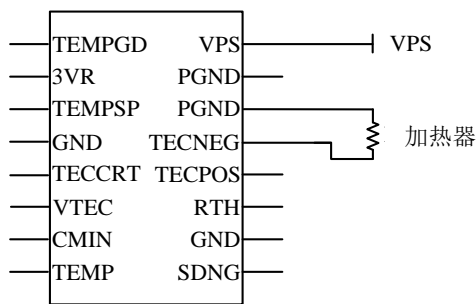 TEMPGD VPS VPS
3VR PGND
TEMPSP PGND
GND TECNEG 加热器
TECCRT TECPOS
VTEC RTH
CMIN GND
TEMP SDNG